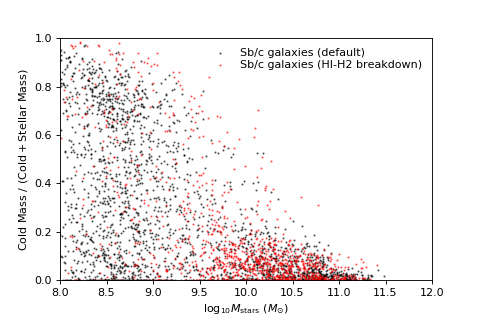 1.0
0.8
0.6
0.4
0.2
0.0
8.0 8.5 9.0 9.5 10.0 10.5 11.0 11.5 12.0
Cold Mass / (Cold + Stellar Mass)
log₁₀Mstars (M⊙)
Sb/c galaxies (default)
Sb/c galaxies (HI-H2 breakdown)